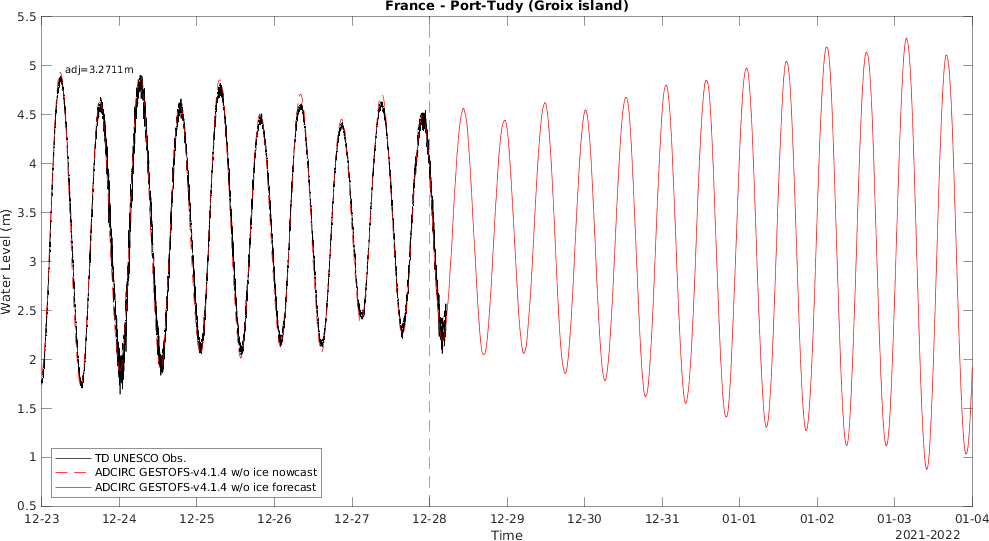 France - Port-Tudy (Groix island)
5.5
5
4.5
4
3.5
3
2.5
2
1.5
1
0.5
Water Level (m)
adj=3.2711m
TD UNESCO Obs.
ADCIRC GESTOFS-v4.1.4 w/o ice nowcast
ADCIRC GESTOFS-v4.1.4 w/o ice forecast
12-23 12-24 12-25 12-26 12-27 12-28 12-29 12-30 12-31 01-01 01-02 01-03 01-04
Time
2021-2022